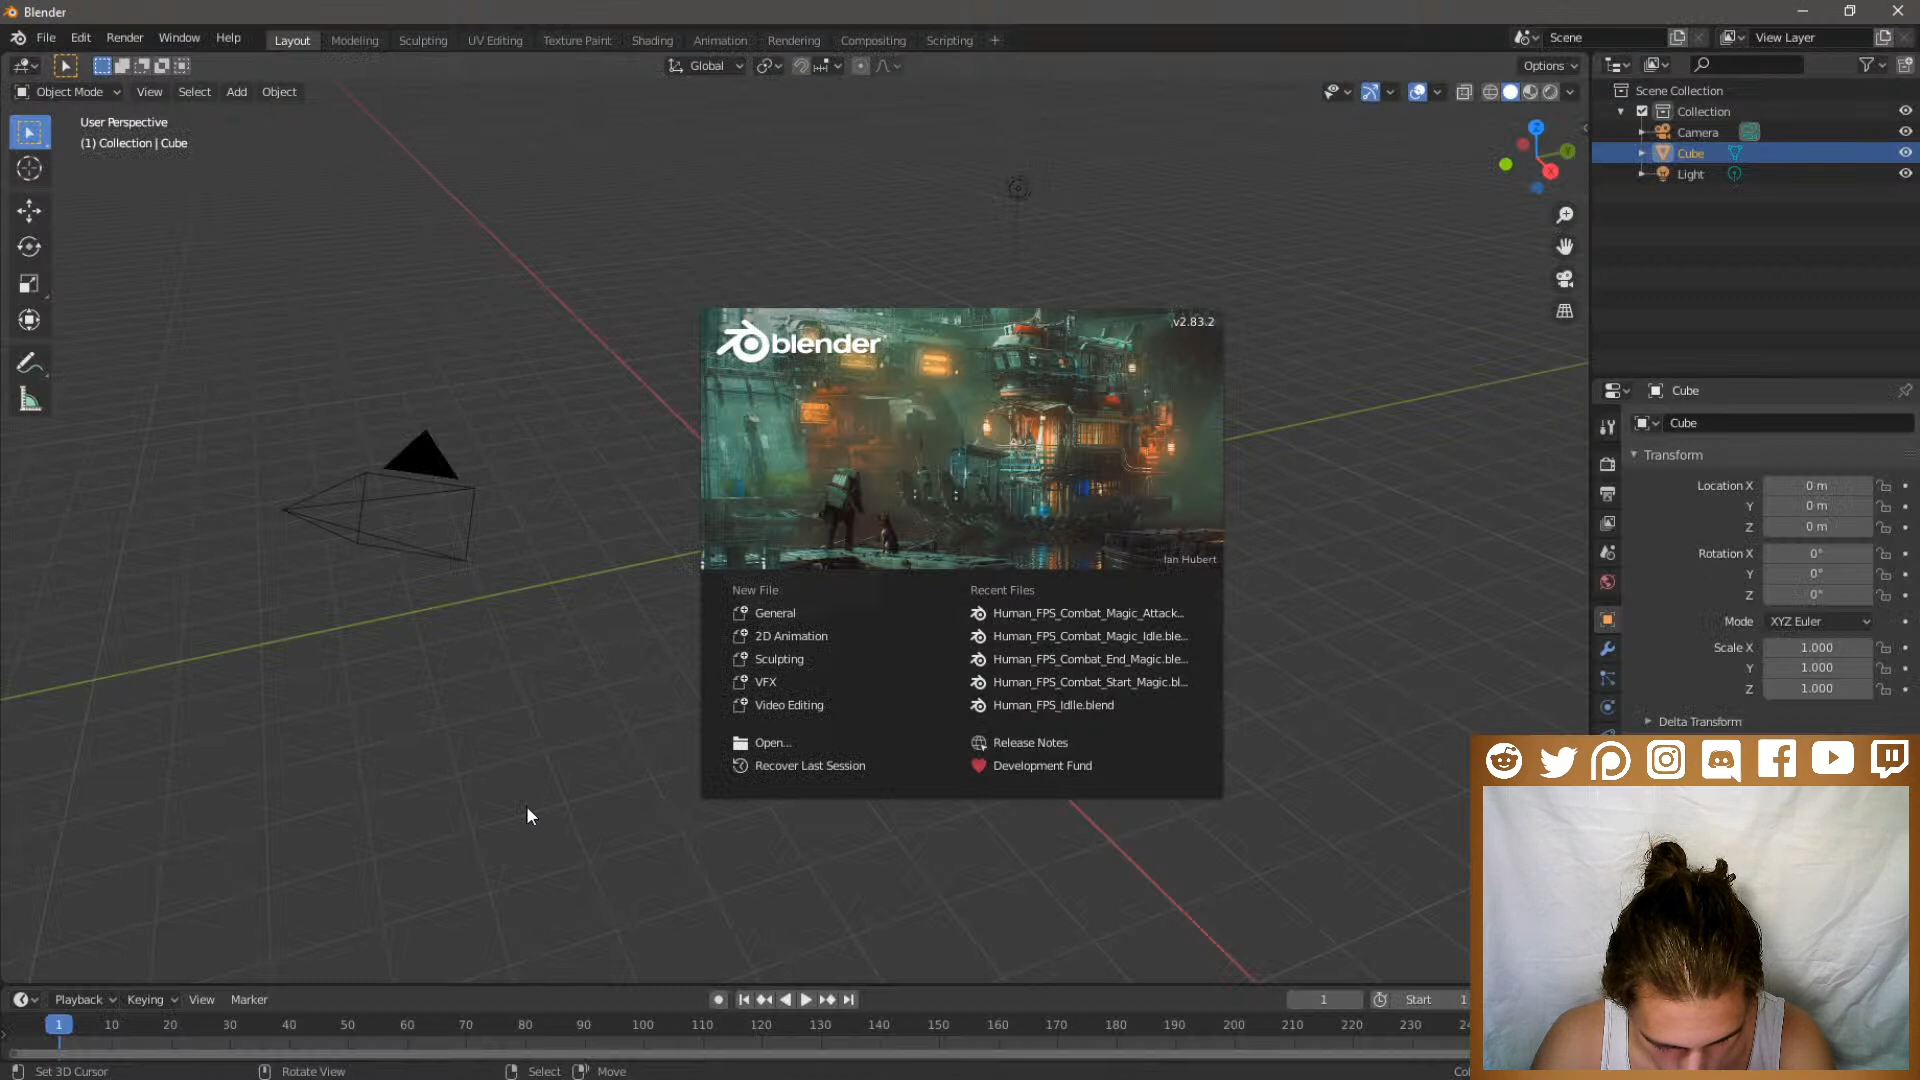 Blender
File Edit Render Window Help Layout Modeling Sculpting UV Editing Texture Paint Shading Animation Rendering Compositing Scripting + Scene View Layer
Global Options
Object Mode View Select Add Object
User Perspective
(1) Collection | Cube
Scene Collection
Collection
Camera
Cube
Light
Z
Y
X
blender
v2.83.2
Ian Hubert
New File
General
2D Animation
Sculpting
VFX
Video Editing
Open...
Recover Last Session
Recent Files
Human_FPS_Combat_Magic_Attack...
Human_FPS_Combat_Magic_Idle.ble...
Human_FPS_Combat_End_Magic.ble...
Human_FPS_Combat_Start_Magic.bl...
Human_FPS_Idlle.blend
Release Notes
Development Fund
Cube
Cube
Transform
Location X 0 m
Y 0 m
Z 0 m
Rotation X 0°
Y 0°
Z 0°
Mode XYZ Euler
Scale X 1.000
Y 1.000
Z 1.000
Delta Transform
Playback Keying View Marker 1 Start 1
1 10 20 30 40 50 60 70 80 90 100 110 120 130 140 150 160 170 180 190 200 210 220 230 24
Set 3D Cursor Rotate View Select Move Col